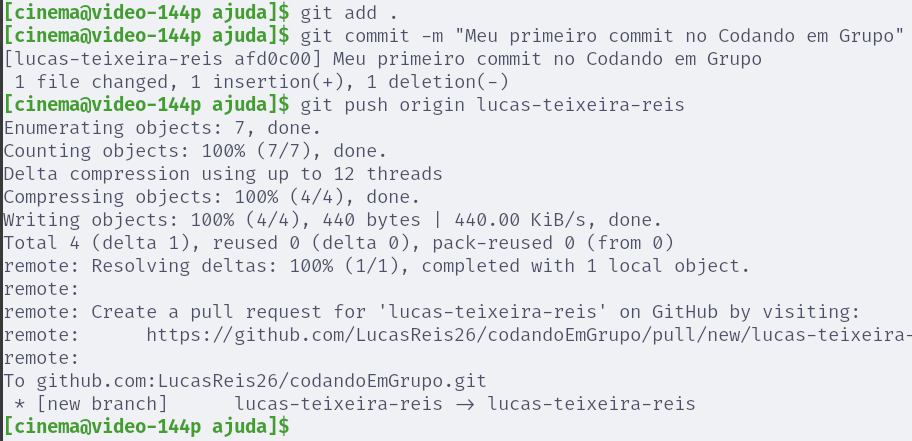 [cinema@video-144p ajuda]$ git add .
[cinema@video-144p ajuda]$ git commit -m "Meu primeiro commit no Codando em Grupo"
[lucas-teixeira-reis afd0c00] Meu primeiro commit no Codando em Grupo
 1 file changed, 1 insertion(+), 1 deletion(-)
[cinema@video-144p ajuda]$ git push origin lucas-teixeira-reis
Enumerating objects: 7, done.
Counting objects: 100% (7/7), done.
Delta compression using up to 12 threads
Compressing objects: 100% (4/4), done.
Writing objects: 100% (4/4), 440 bytes | 440.00 KiB/s, done.
Total 4 (delta 1), reused 0 (delta 0), pack-reused 0 (from 0)
remote: Resolving deltas: 100% (1/1), completed with 1 local object.
remote:
remote: Create a pull request for 'lucas-teixeira-reis' on GitHub by visiting:
remote:      https://github.com/LucasReis26/codandoEmGrupo/pull/new/lucas-teixeira-
remote:
To github.com:LucasReis26/codandoEmGrupo.git
 * [new branch]      lucas-teixeira-reis -> lucas-teixeira-reis
[cinema@video-144p ajuda]$